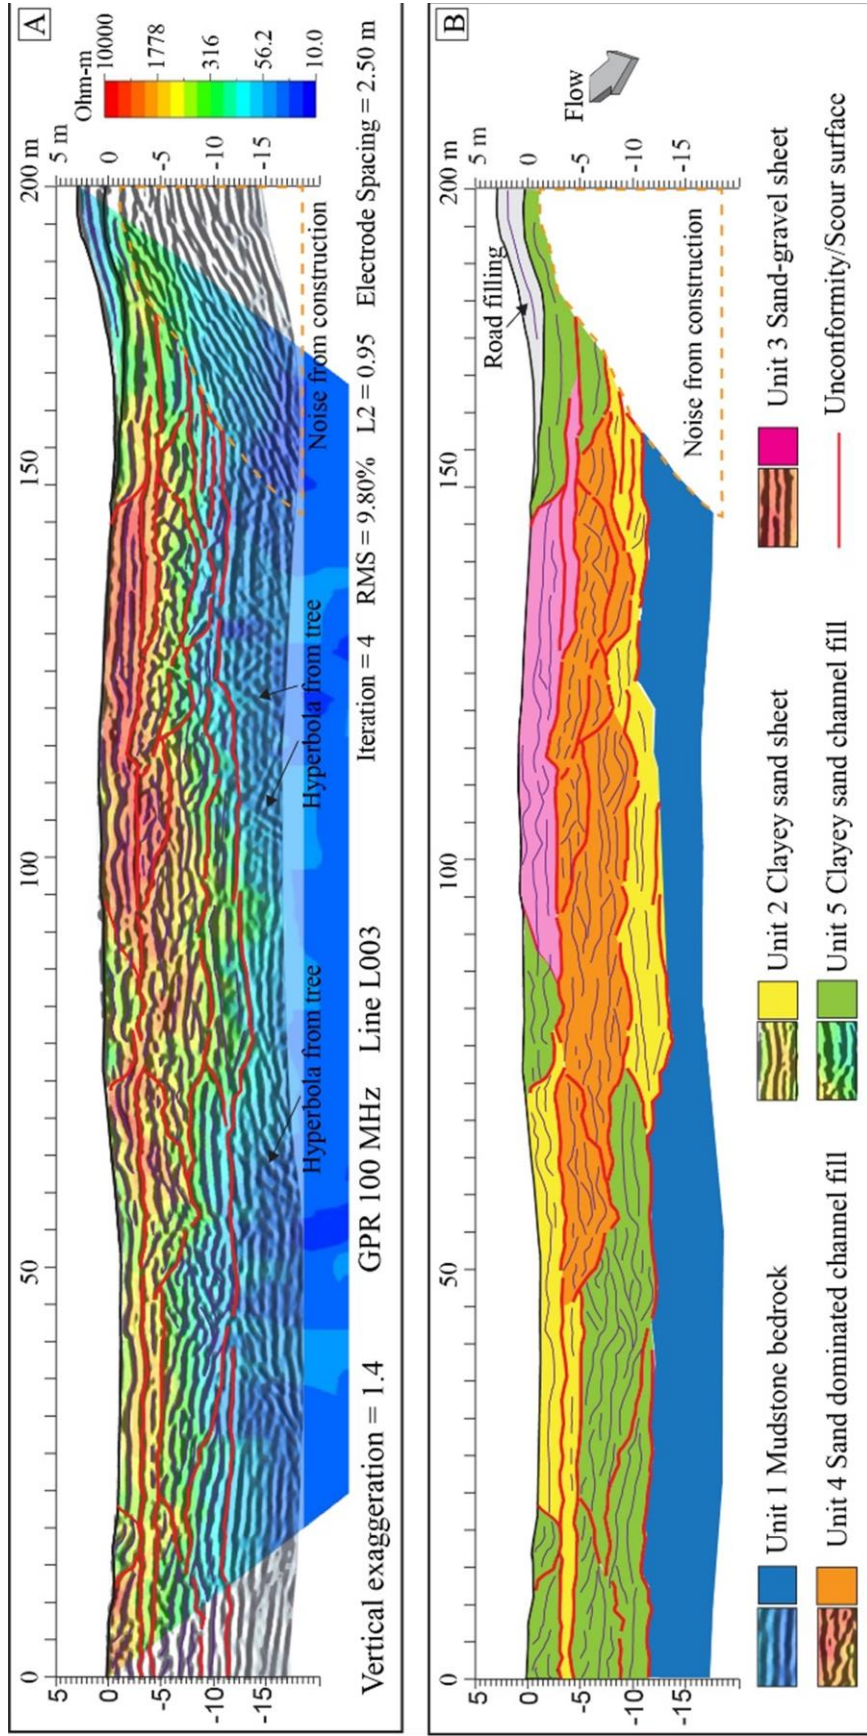 A
0 50 100 150 200 m
Ohm-m
10000
1778
316
56.2
10.0
5
0
-5
-10
-15
5 m
0
-5
-10
-15
Hyperbola from tree
Hyperbola from tree
Noise from construction
Vertical exaggeration = 1.4 GPR 100 MHz Line L003 Iteration = 4 RMS = 9.80% L2 = 0.95 Electrode Spacing = 2.50 m
B
0 50 100 150 200 m
5
0
-5
-10
-15
5 m
0
-5
-10
-15
Road filling
Flow
Noise from construction
Unit 1 Mudstone bedrock Unit 2 Clayey sand sheet Unit 3 Sand-gravel sheet
Unit 4 Sand dominated channel fill Unit 5 Clayey sand channel fill Unconformity/Scour surface